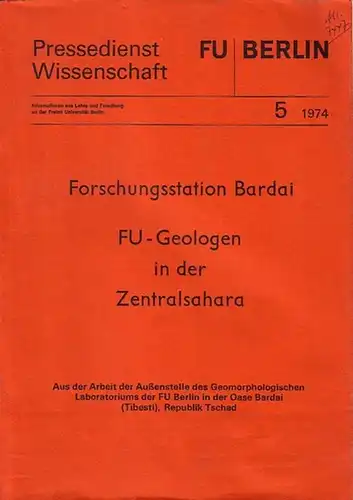 Pressedienst
Wissenschaft
FU BERLIN
Informationen aus Lehre und Forschung
an der Freien Universität Berlin
5 1974
Forschungsstation Bardai
FU-Geologen
in der
Zentralsahara
Aus der Arbeit der Außenstelle des Geomorphologischen
Laboratoriums der FU Berlin in der Oase Bardai
(Tibesti), Republik Tschad